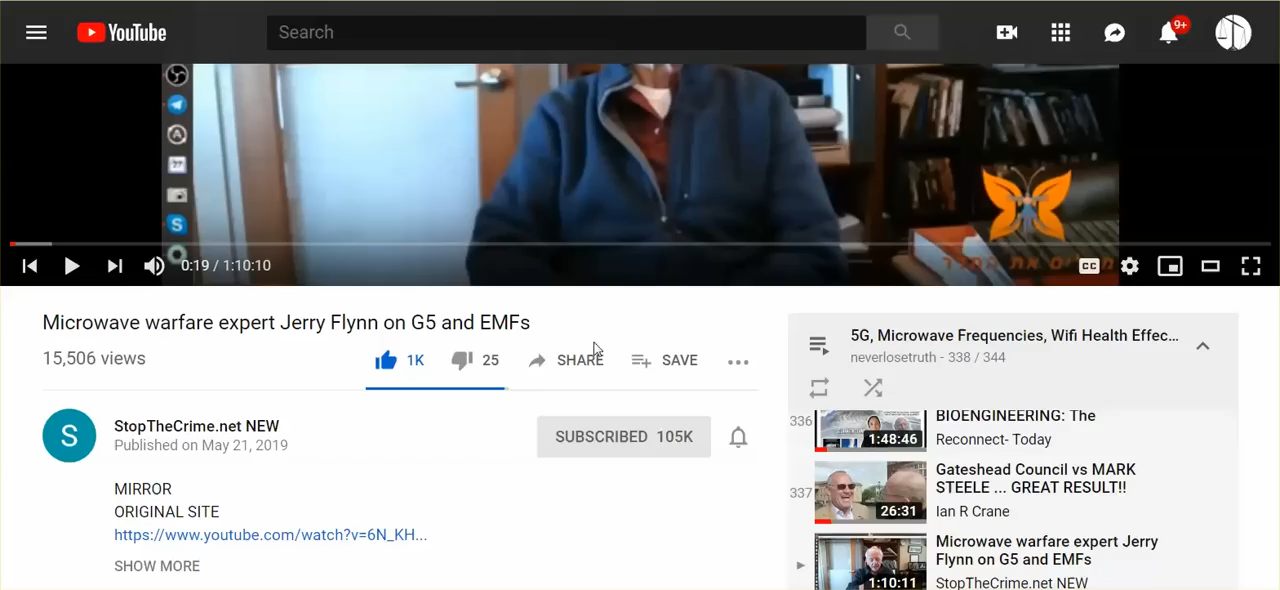 YouTube
Search
9+
0:19 / 1:10:10
CC
Microwave warfare expert Jerry Flynn on G5 and EMFs
15,506 views
1K
25
SHARE
SAVE
S
StopTheCrime.net NEW
Published on May 21, 2019
SUBSCRIBED 105K
MIRROR
ORIGINAL SITE
https://www.youtube.com/watch?v=6N_KH...
SHOW MORE
5G, Microwave Frequencies, Wifi Health Effec...
neverlosetruth - 338 / 344
336
1:48:46
BIOENGINEERING: The
Reconnect- Today
337
26:31
Gateshead Council vs MARK
STEELE ... GREAT RESULT!!
Ian R Crane
1:10:11
Microwave warfare expert Jerry
Flynn on G5 and EMFs
StopTheCrime.net NEW